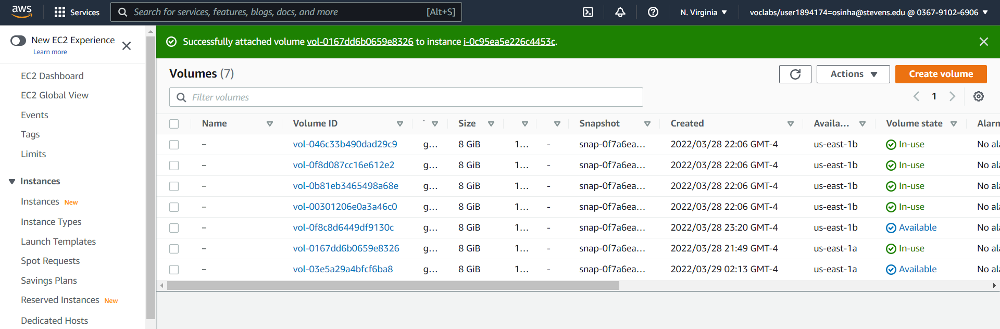 aws Services Search for services, features, blogs, docs, and more [Alt+S] N. Virginia voclabs/user1894174=osinha@stevens.edu @ 0367-9102-6906
New EC2 Experience
Learn more
EC2 Dashboard
EC2 Global View
Events
Tags
Limits
Instances
Instances New
Instance Types
Launch Templates
Spot Requests
Savings Plans
Reserved Instances New
Dedicated Hosts
Successfully attached volume vol-0167dd6b0659e8326 to instance i-0c95ea5e226c4453c.
Volumes (7)
Actions
Create volume
Filter volumes
1
Name Volume ID Size Snapshot Created Availa... Volume state Alarm
– vol-046c33b490dad29c9 g... 8 GiB 1... - snap-0f7a6ea... 2022/03/28 22:06 GMT-4 us-east-1b In-use No ala
– vol-0f8d087cc16e612e2 g... 8 GiB 1... - snap-0f7a6ea... 2022/03/28 22:06 GMT-4 us-east-1b In-use No ala
– vol-0b81eb3465498a68e g... 8 GiB 1... - snap-0f7a6ea... 2022/03/28 22:06 GMT-4 us-east-1b In-use No ala
– vol-00301206e0a3a46c0 g... 8 GiB 1... - snap-0f7a6ea... 2022/03/28 22:06 GMT-4 us-east-1b In-use No ala
– vol-0f8c8d6449df9130c g... 8 GiB 1... - snap-0f7a6ea... 2022/03/28 23:20 GMT-4 us-east-1b Available No ala
– vol-0167dd6b0659e8326 g... 8 GiB 1... - snap-0f7a6ea... 2022/03/28 21:49 GMT-4 us-east-1a In-use No ala
– vol-03e5a29a4bfcf6ba8 g... 8 GiB 1... - snap-0f7a6ea... 2022/03/29 02:13 GMT-4 us-east-1a Available No ala